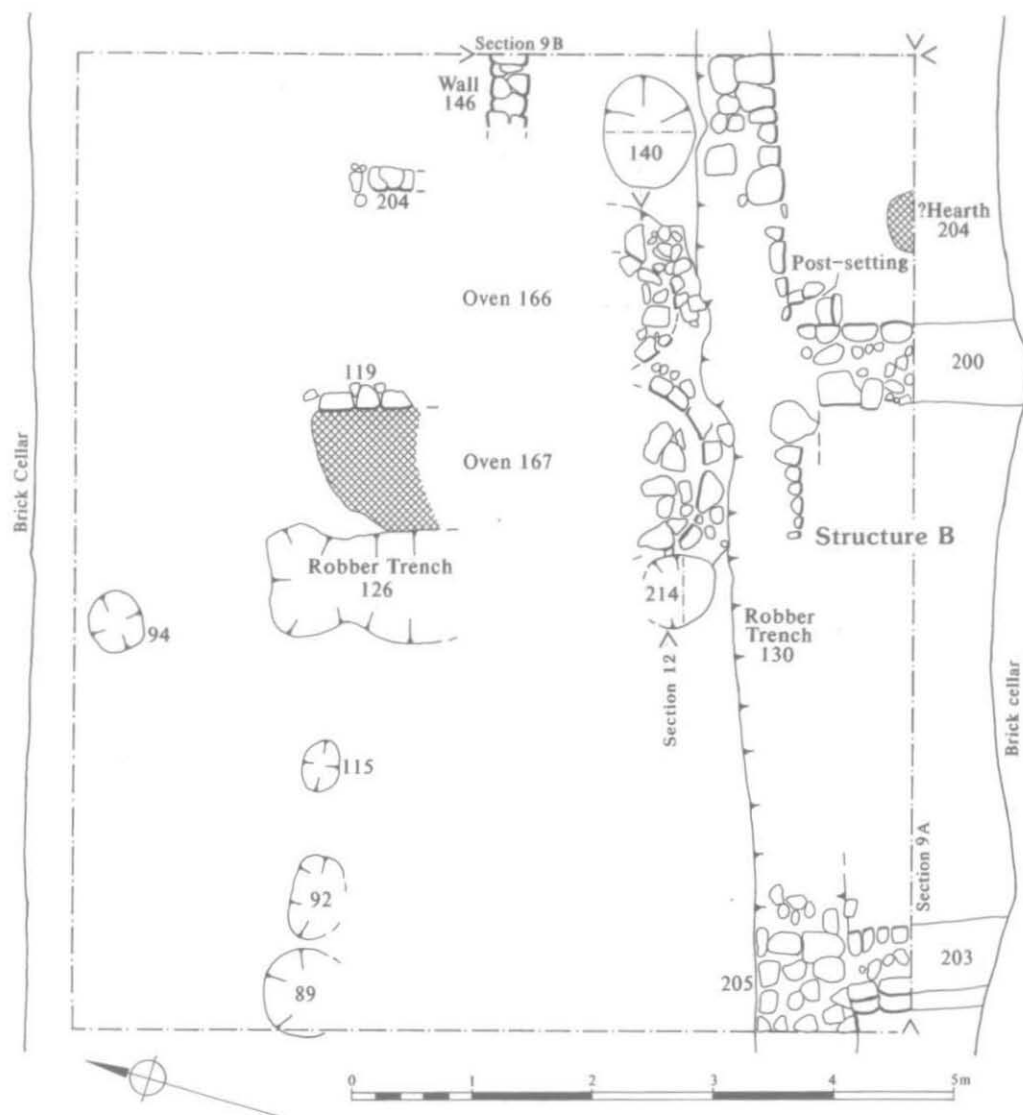 Section 9B
Wall
146
140
204
?Hearth
204
Post-setting
Oven 166
200
119
Oven 167
Brick Cellar
Structure B
Robber Trench
126
214
94
Robber
Trench
130
Section 12
Brick cellar
115
Section 9A
92
203
205
89
0 1 2 3 4 5m